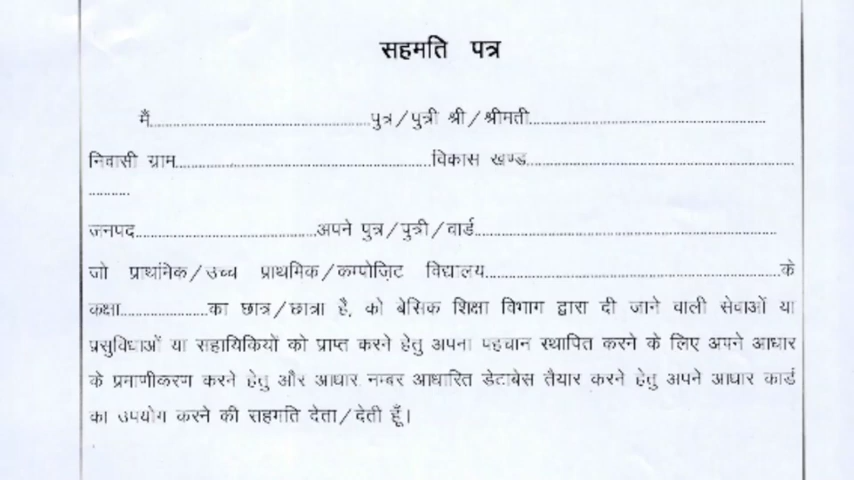 सहमति पत्र
मैं....................................पुत्र/पुत्री श्री/श्रीमती.......................................
निवासी ग्राम..........................................विकास खण्ड............................................
..........
जनपद..............................अपने पुत्र/पुत्री/वार्ड..................................................
जो प्राथमिक/उच्च प्राथमिक/कम्पोज़िट विद्यालय.................................................के
कक्षा...............का छात्र/छात्रा है, को बेसिक शिक्षा विभाग द्वारा दी जाने वाली सेवाओं या
प्रसुविधाओं या सहायिकियों को प्राप्त करने हेतु अपना पहचान स्थापित करने के लिए अपने आधार
के प्रमाणीकरण करने हेतु और आधार नम्बर आधारित डेटाबेस तैयार करने हेतु अपने आधार कार्ड
का उपयोग करने की सहमति देता/देती हूँ।